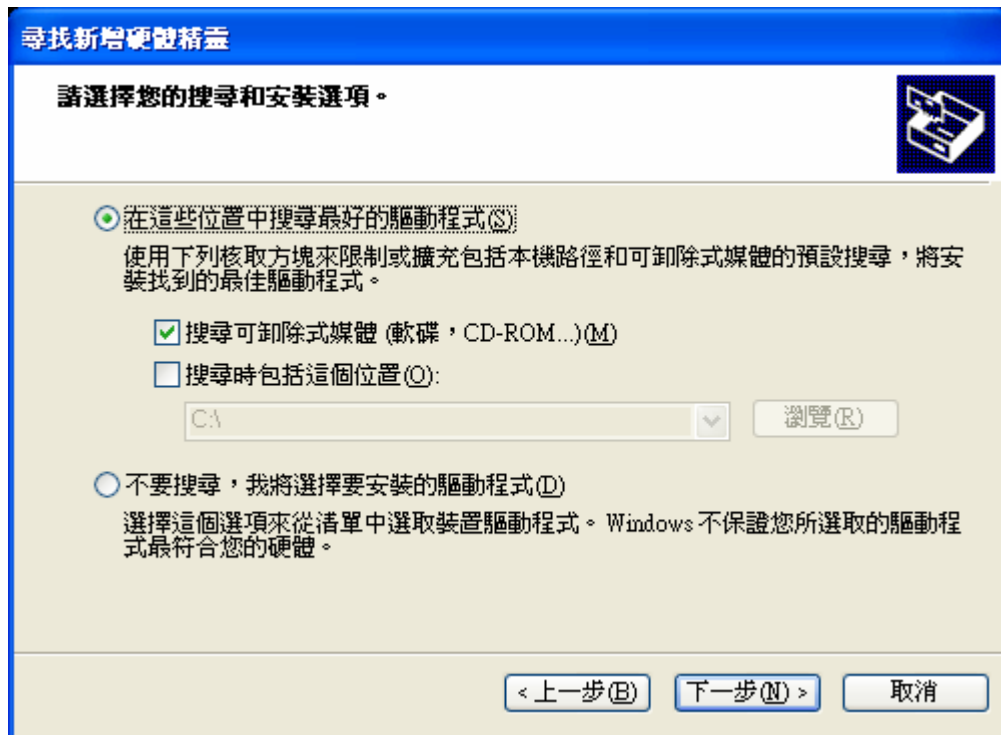 尋找新增硬體精靈
請選擇您的搜尋和安裝選項。
在這些位置中搜尋最好的驅動程式(S)
使用下列核取方塊來限制或擴充包括本機路徑和可卸除式媒體的預設搜尋，將安
裝找到的最佳驅動程式。
搜尋可卸除式媒體 (軟碟，CD-ROM...)(M)
搜尋時包括這個位置(O):
C:\
瀏覽(R)
不要搜尋，我將選擇要安裝的驅動程式(D)
選擇這個選項來從清單中選取裝置驅動程式。Windows 不保證您所選取的驅動程
式最符合您的硬體。
< 上一步(B) 下一步(N) > 取消